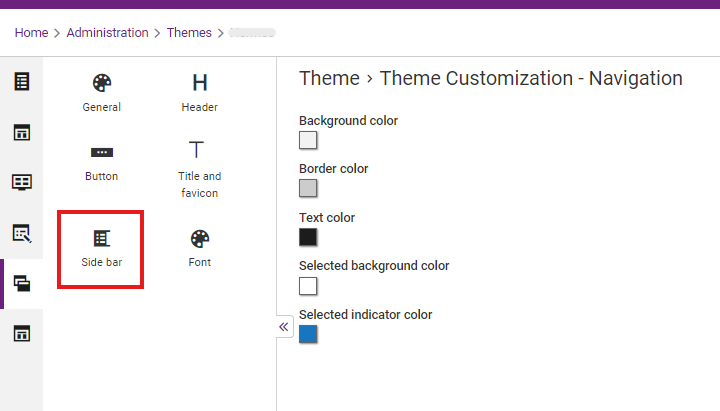 Home > Administration > Themes >
General
Header
Button
Title and
favicon
Side bar
Font
Theme > Theme Customization - Navigation
Background color
Border color
Text color
Selected background color
Selected indicator color